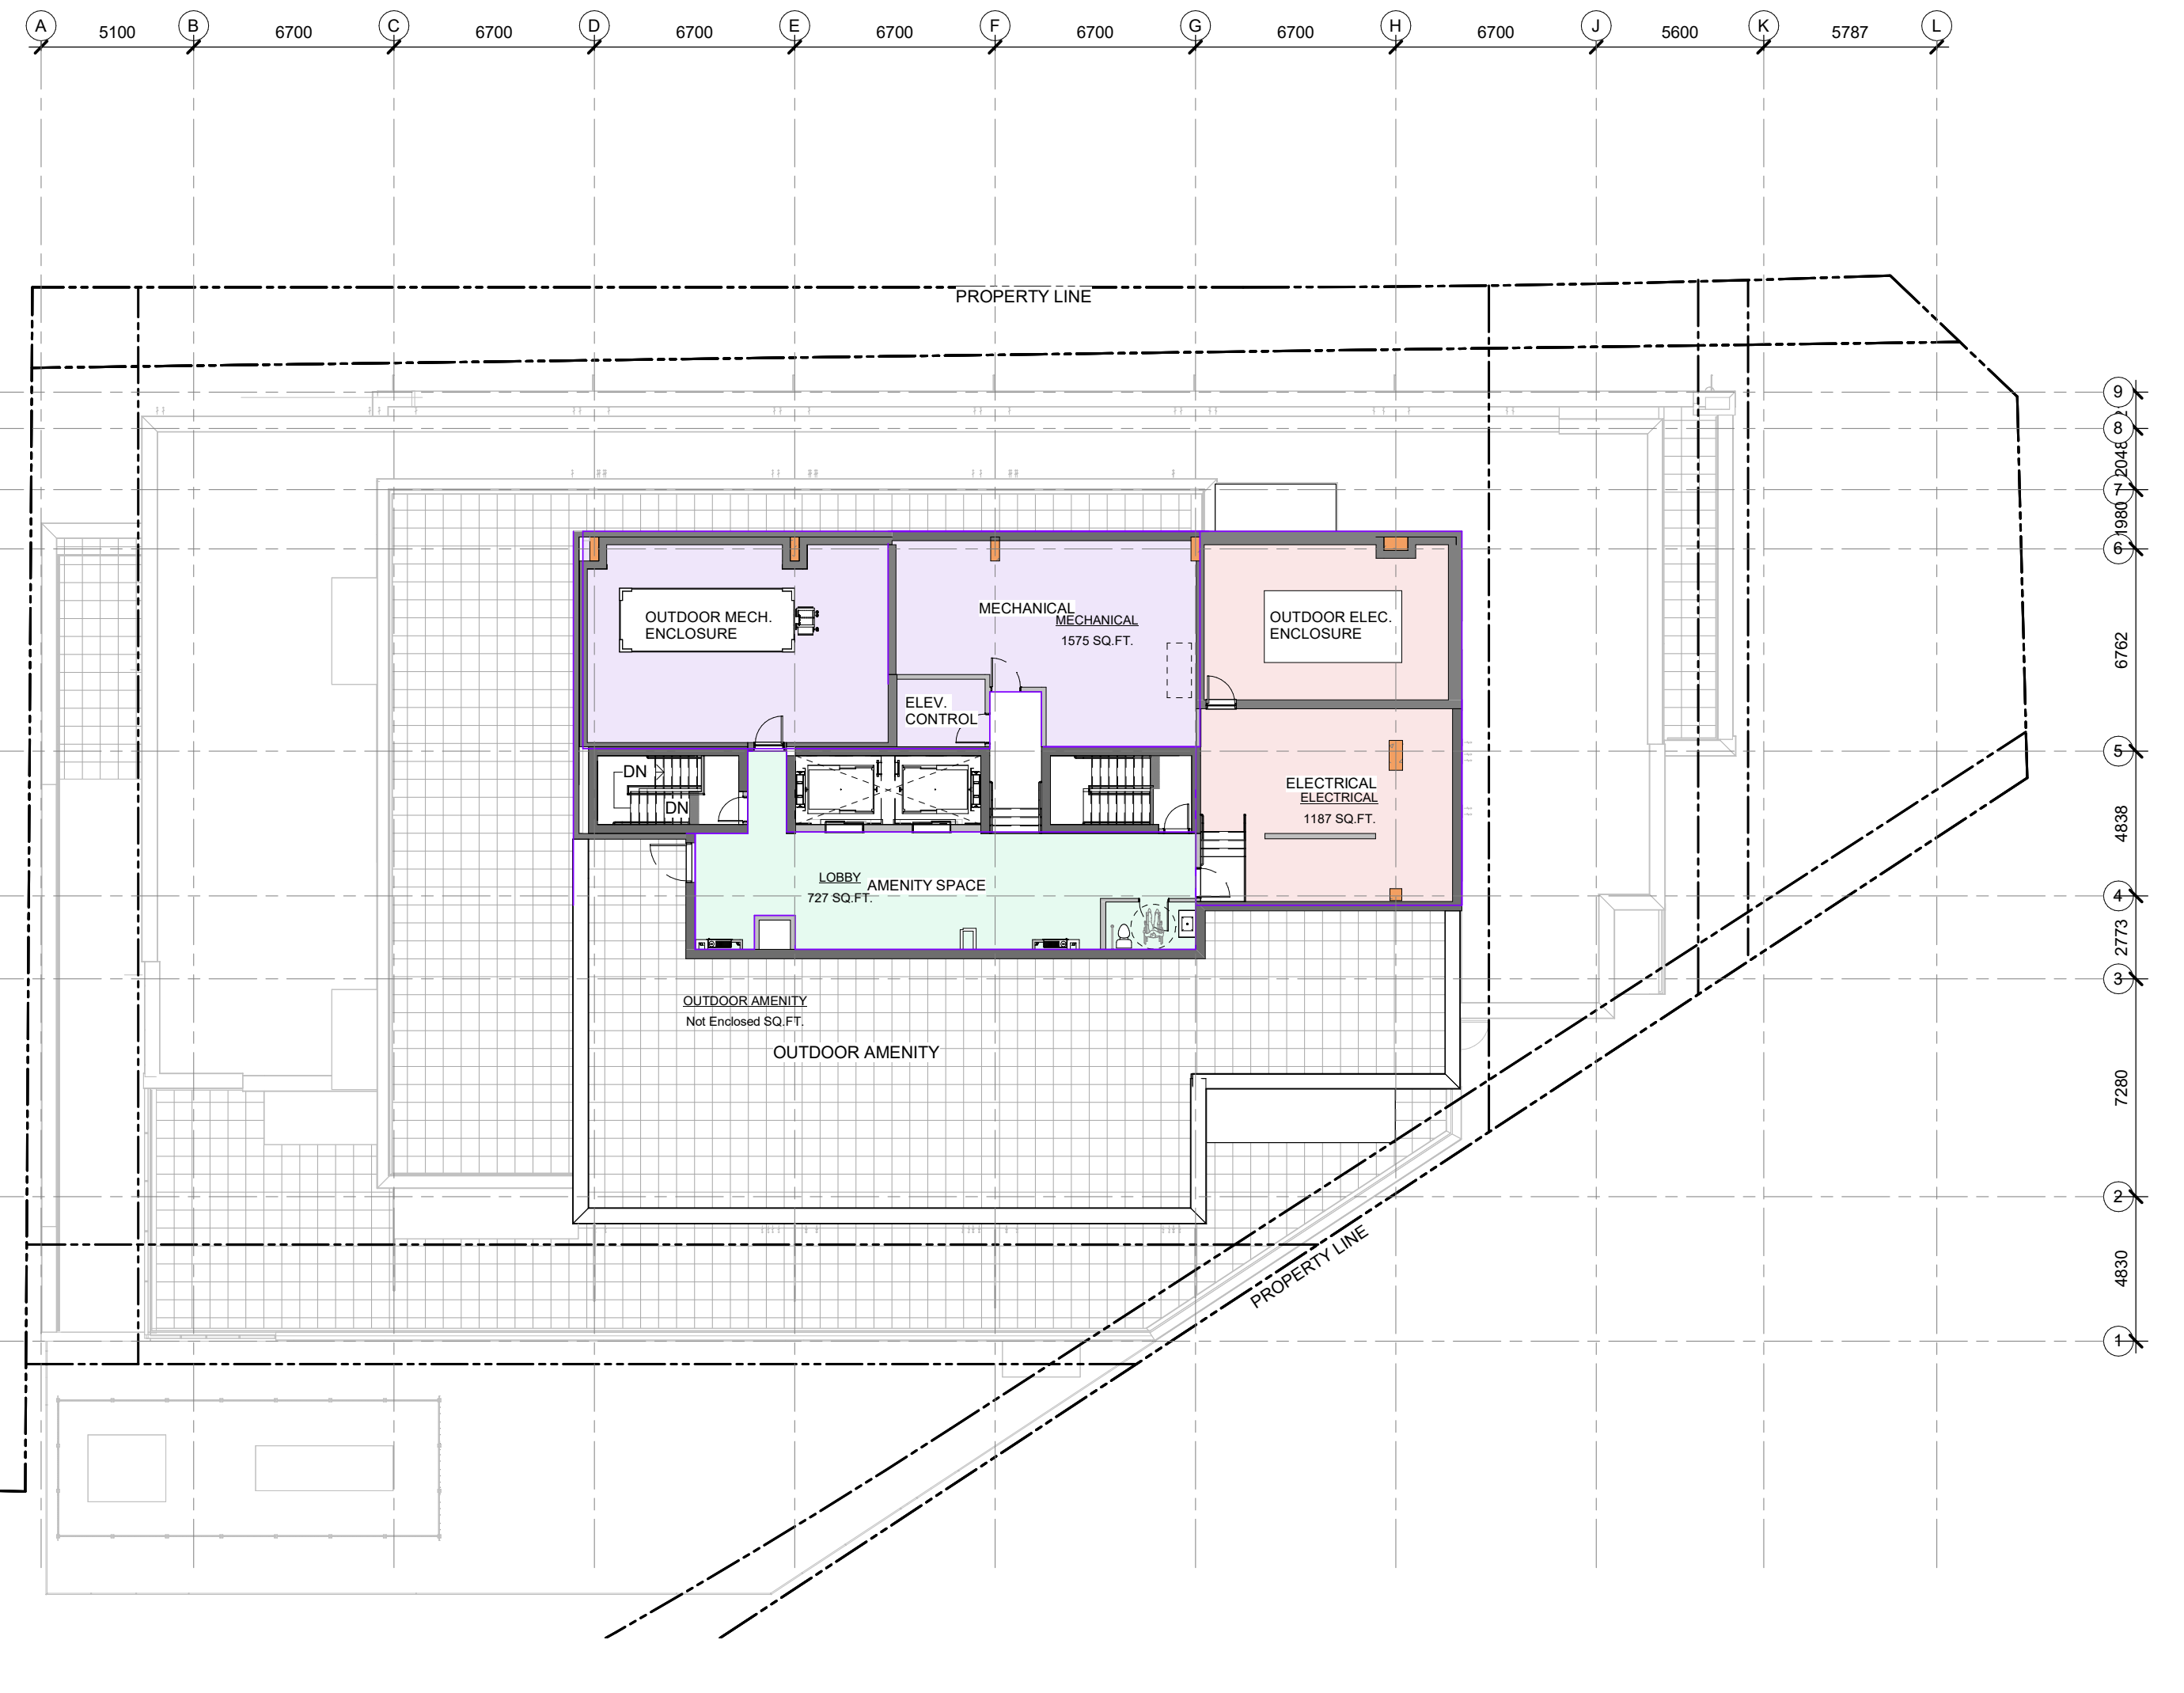 A B C D E F G H J K L
5100 6700 6700 6700 6700 6700 6700 6700 5600 5787
PROPERTY LINE
9
8
2048
7
1980
6
OUTDOOR MECH.
ENCLOSURE
MECHANICAL
MECHANICAL
1575 SQ.FT.
OUTDOOR ELEC.
ENCLOSURE
6762
ELEV.
CONTROL
5
DN
DN
ELECTRICAL
ELECTRICAL
1187 SQ.FT.
4838
LOBBY
727 SQ.FT.
AMENITY SPACE
4
2773
3
OUTDOOR AMENITY
Not Enclosed SQ.FT.
OUTDOOR AMENITY
7280
2
PROPERTY LINE
4830
1